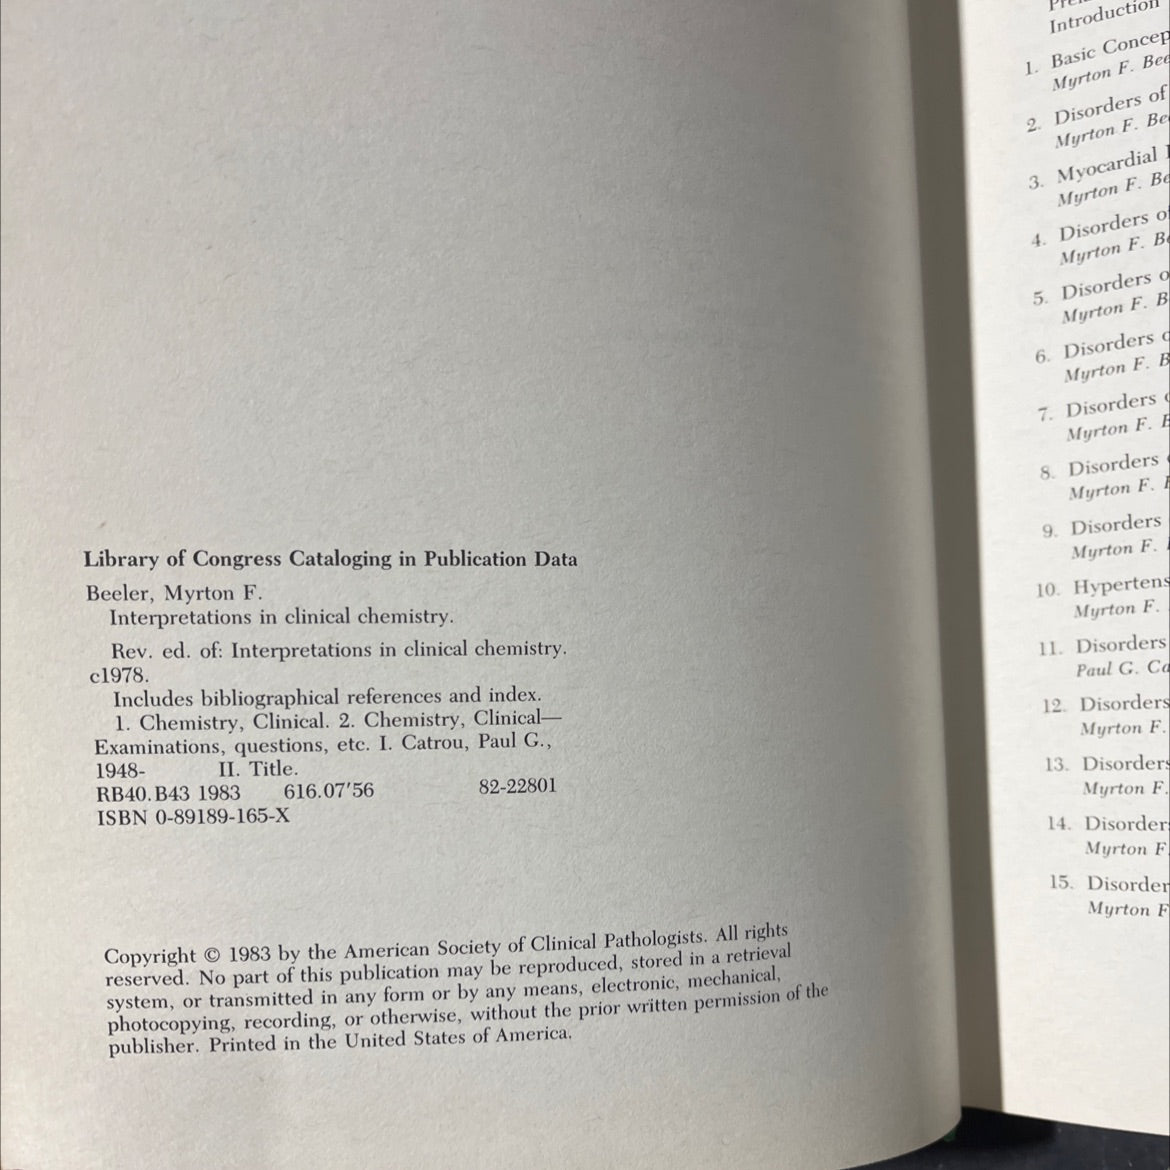 Library of Congress Cataloging in Publication Data
Beeler, Myrton F.
Interpretations in clinical chemistry.
Rev. ed. of: Interpretations in clinical chemistry.
c1978.
Includes bibliographical references and index.
1. Chemistry, Clinical. 2. Chemistry, Clinical—
Examinations, questions, etc. I. Catrou, Paul G.,
1948- II. Title.
RB40.B43 1983 616.07′56 82-22801
ISBN 0-89189-165-X
Copyright © 1983 by the American Society of Clinical Pathologists. All rights
reserved. No part of this publication may be reproduced, stored in a retrieval
system, or transmitted in any form or by any means, electronic, mechanical,
photocopying, recording, or otherwise, without the prior written permission of the
publisher. Printed in the United States of America.
Introduction
1. Basic Concep
Myrton F. Bee
2. Disorders of
Myrton F. Be
3. Myocardial
Myrton F. Be
4. Disorders o
Myrton F. B
5. Disorders o
Myrton F. B
6. Disorders
Myrton F. B
7. Disorders
Myrton F.
8. Disorders
Myrton F.
9. Disorders
Myrton F.
10. Hypertens
Myrton F.
11. Disorders
Paul G. Ca
12. Disorders
Myrton F.
13. Disorders
Myrton F.
14. Disorder
Myrton F
15. Disorder
Myrton F